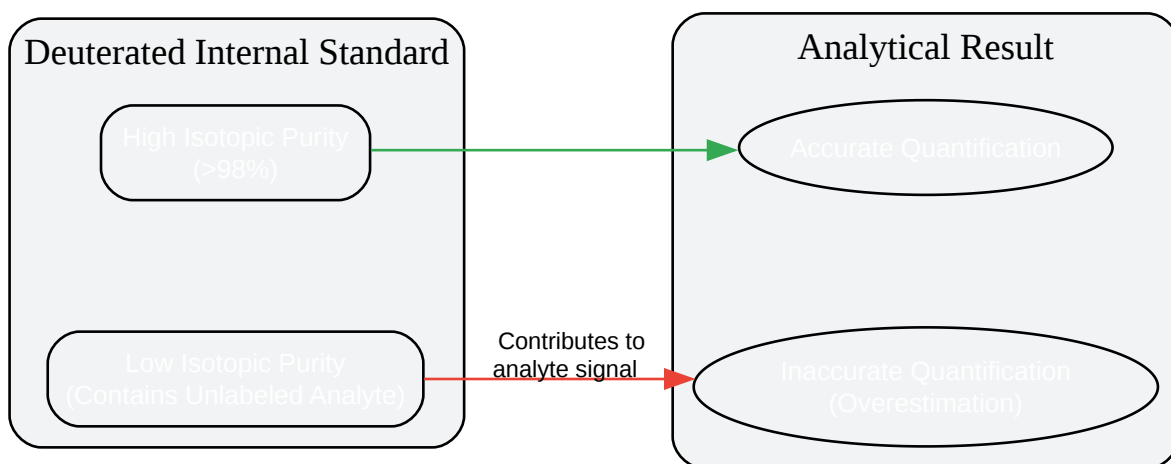 Deuterated Internal Standard
Analytical Result
High Isotopic Purity
(>98%)
Accurate Quantification
Contributes to
analyte signal
Low Isotopic Purity
(Contains Unlabeled Analyte)
Inaccurate Quantification
(Overestimation)